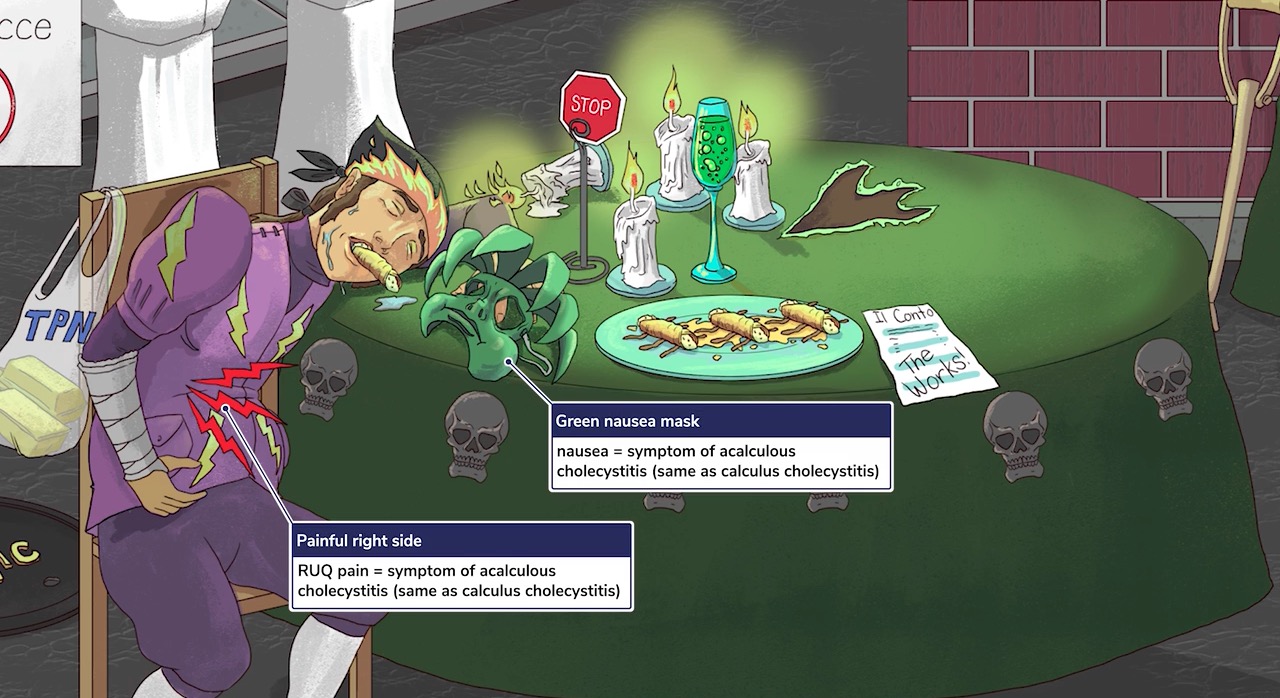 cce
STOP
TPN
Il Conto
The
Works!
Green nausea mask
nausea = symptom of acalculous
cholecystitis (same as calculus cholecystitis)
Painful right side
RUQ pain = symptom of acalculous
cholecystitis (same as calculus cholecystitis)
IC